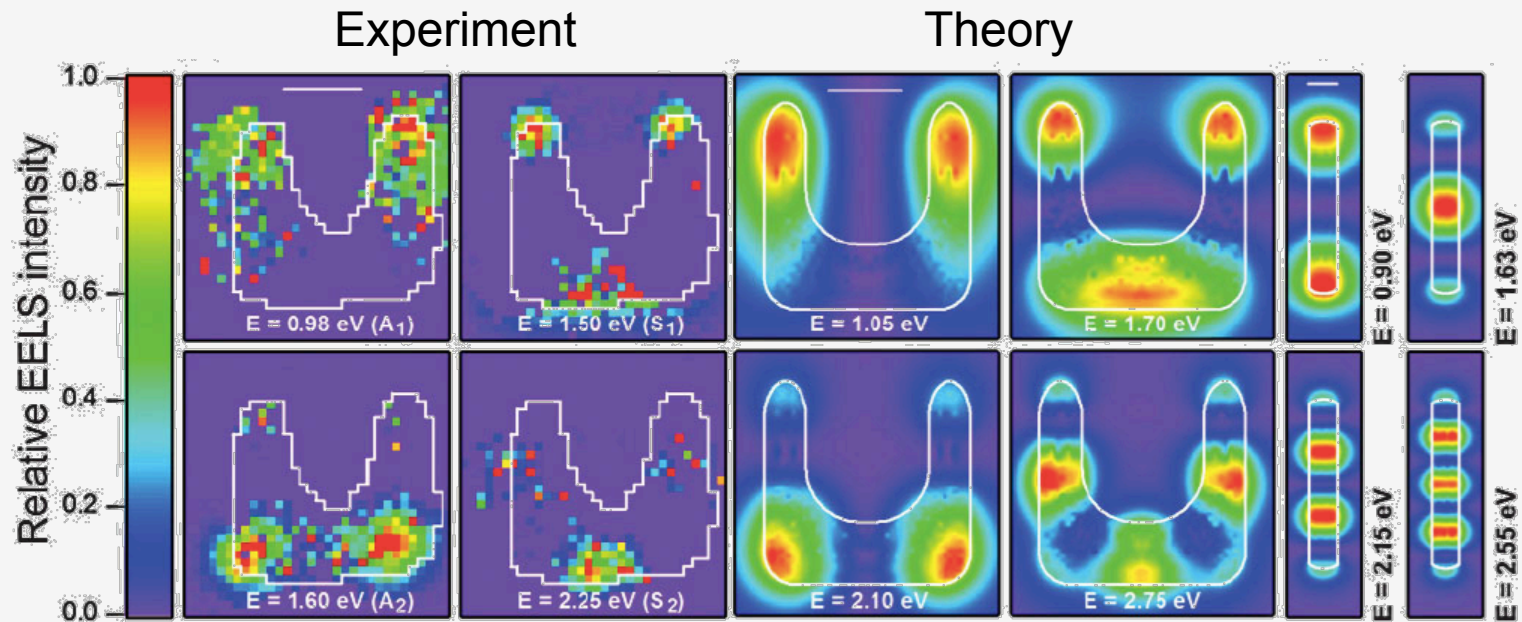 Experiment
Theory
Relative EELS intensity
1.0
0.8
0.6
0.4
0.2
0.0
E = 0.98 eV (A1)
E = 1.50 eV (S1)
E = 1.05 eV
E = 1.70 eV
E = 0.90 eV
E = 1.63 eV
E = 1.60 eV (A2)
E = 2.25 eV (S2)
E = 2.10 eV
E = 2.75 eV
E = 2.15 eV
E = 2.55 eV